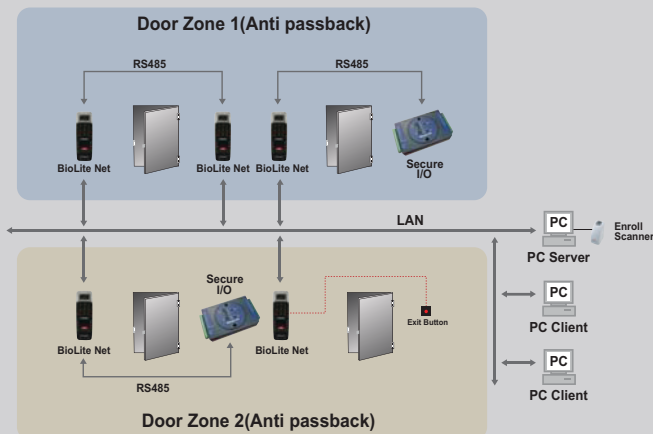 Door Zone 1(Anti passback)
RS485
RS485
BioLite Net
BioLite Net
BioLite Net
Secure
I/O
LAN
PC
Enroll
Scanner
PC Server
Secure
I/O
BioLite Net
BioLite Net
Exit Button
PC
PC Client
RS485
PC
PC Client
Door Zone 2(Anti passback)